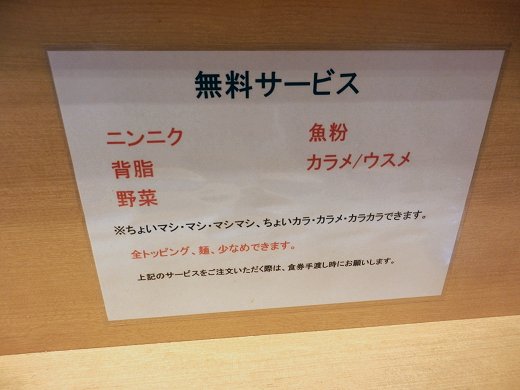 無料サービス
ニンニク
背脂
野菜
魚粉
カラメ/ウスメ
※ちょいマシ・マシ・マシマシ、ちょいカラ・カラメ・カラカラできます。
全トッピング、麺、少なめできます。
上記のサービスをご注文いただく際は、食券手渡し時にお願いします。